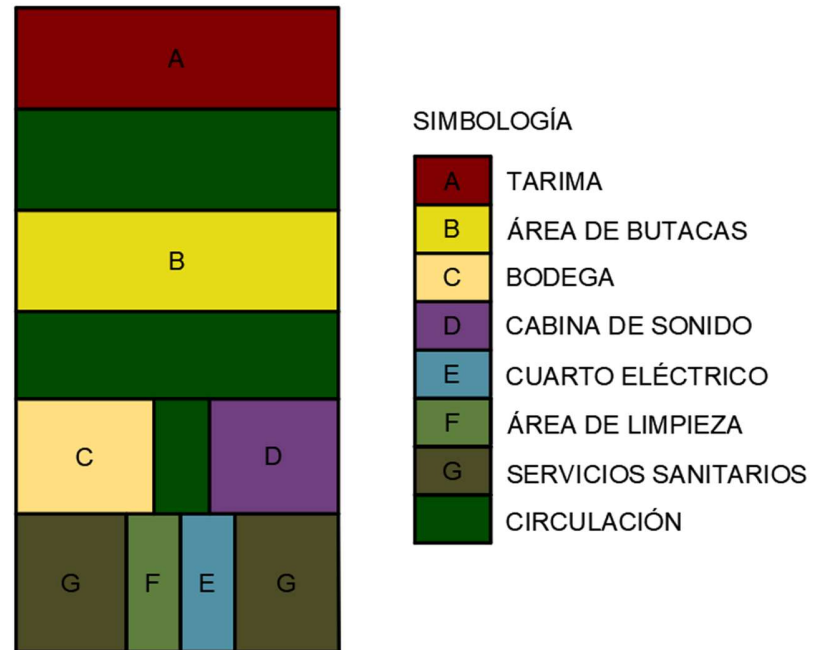 A
B
C
D
G
F
E
G
SIMBOLOGÍA
A TARIMA
B ÁREA DE BUTACAS
C BODEGA
D CABINA DE SONIDO
E CUARTO ELÉCTRICO
F ÁREA DE LIMPIEZA
G SERVICIOS SANITARIOS
CIRCULACIÓN